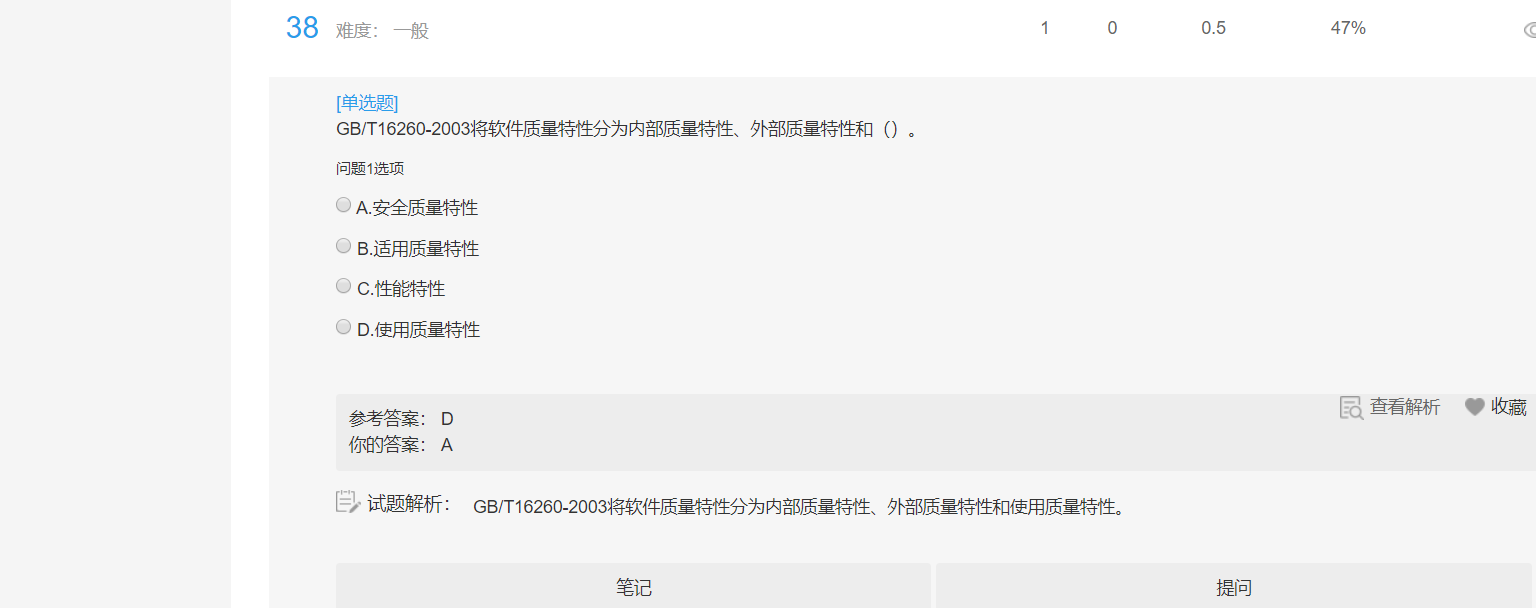 38 难度： 一般 1 0 0.5 47%
[单选题]
GB/T16260-2003将软件质量特性分为内部质量特性、外部质量特性和（）。
问题1选项
A.安全质量特性
B.适用质量特性
C.性能特性
D.使用质量特性
查看解析 收藏
参考答案： D
你的答案： A
试题解析： GB/T16260-2003将软件质量特性分为内部质量特性、外部质量特性和使用质量特性。
笔记 提问